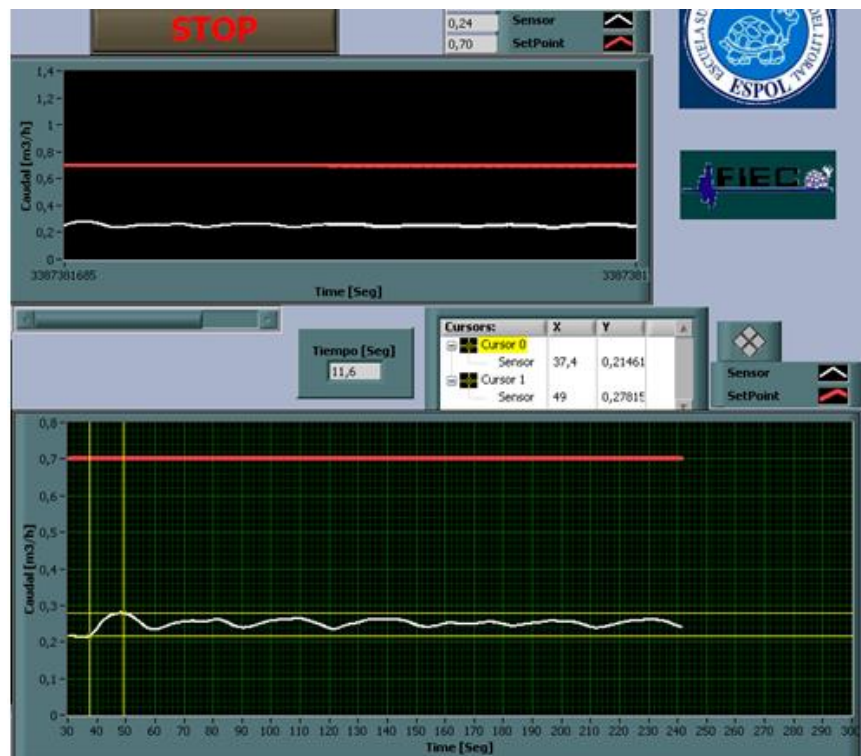 STOP
0,24 Sensor
0,70 SetPoint
ESCUELA SU DEL LITORAL
ESPOL
FIEC
1,4
1,2
1
0,8
0,6
0,4
0,2
0
Caudal [m3/h]
3387381685 3387381
Time [Seg]
Tiempo [Seg]
11,6
Cursors: X Y
Cursor 0
Sensor 37,4 0,21461
Cursor 1
Sensor 49 0,27815
Sensor
SetPoint
0,8
0,7
0,6
0,5
0,4
0,3
0,2
0,1
0
Caudal [m3/h]
30 40 50 60 70 80 90 100 110 120 130 140 150 160 170 180 190 200 210 220 230 240 250 260 270 280 290 300
Time [Seg]